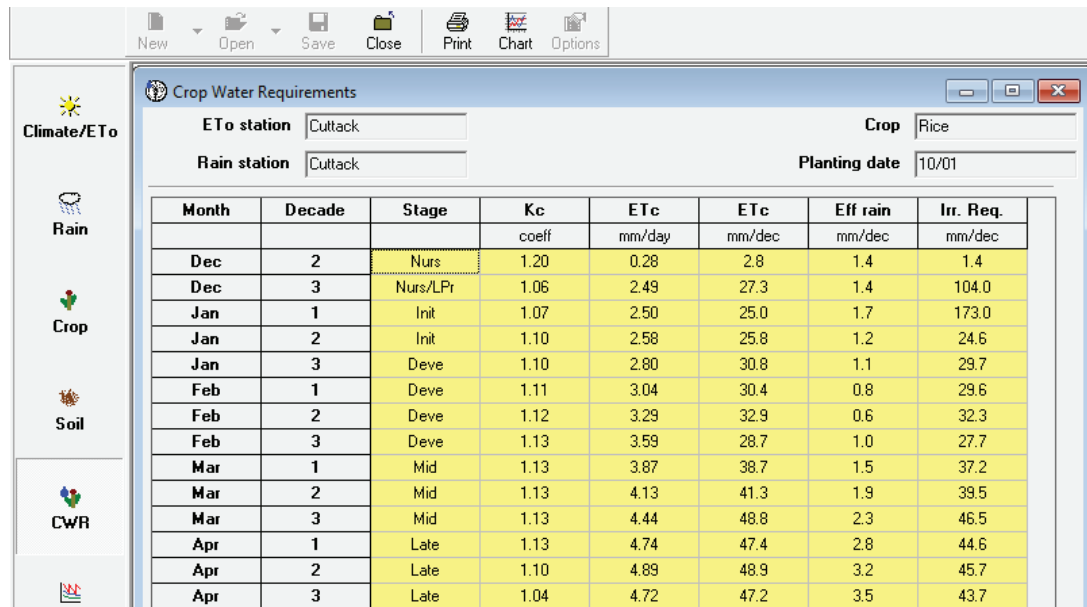 New Open Save Close Print Chart Options
Crop Water Requirements
Climate/ETo
ETo station Cuttack Crop Rice
Rain station Cuttack Planting date 10/01
Rain
Month Decade Stage Kc ETc ETc Eff rain Irr. Req.
coeff mm/day mm/dec mm/dec mm/dec
Dec 2 Nurs 1.20 0.28 2.8 1.4 1.4
Dec 3 Nurs/LPr 1.06 2.49 27.3 1.4 104.0
Jan 1 Init 1.07 2.50 25.0 1.7 173.0
Crop
Jan 2 Init 1.10 2.58 25.8 1.2 24.6
Jan 3 Deve 1.10 2.80 30.8 1.1 29.7
Feb 1 Deve 1.11 3.04 30.4 0.8 29.6
Soil
Feb 2 Deve 1.12 3.29 32.9 0.6 32.3
Feb 3 Deve 1.13 3.59 28.7 1.0 27.7
Mar 1 Mid 1.13 3.87 38.7 1.5 37.2
Mar 2 Mid 1.13 4.13 41.3 1.9 39.5
CWR
Mar 3 Mid 1.13 4.44 48.8 2.3 46.5
Apr 1 Late 1.13 4.74 47.4 2.8 44.6
Apr 2 Late 1.10 4.89 48.9 3.2 45.7
Apr 3 Late 1.04 4.72 47.2 3.5 43.7